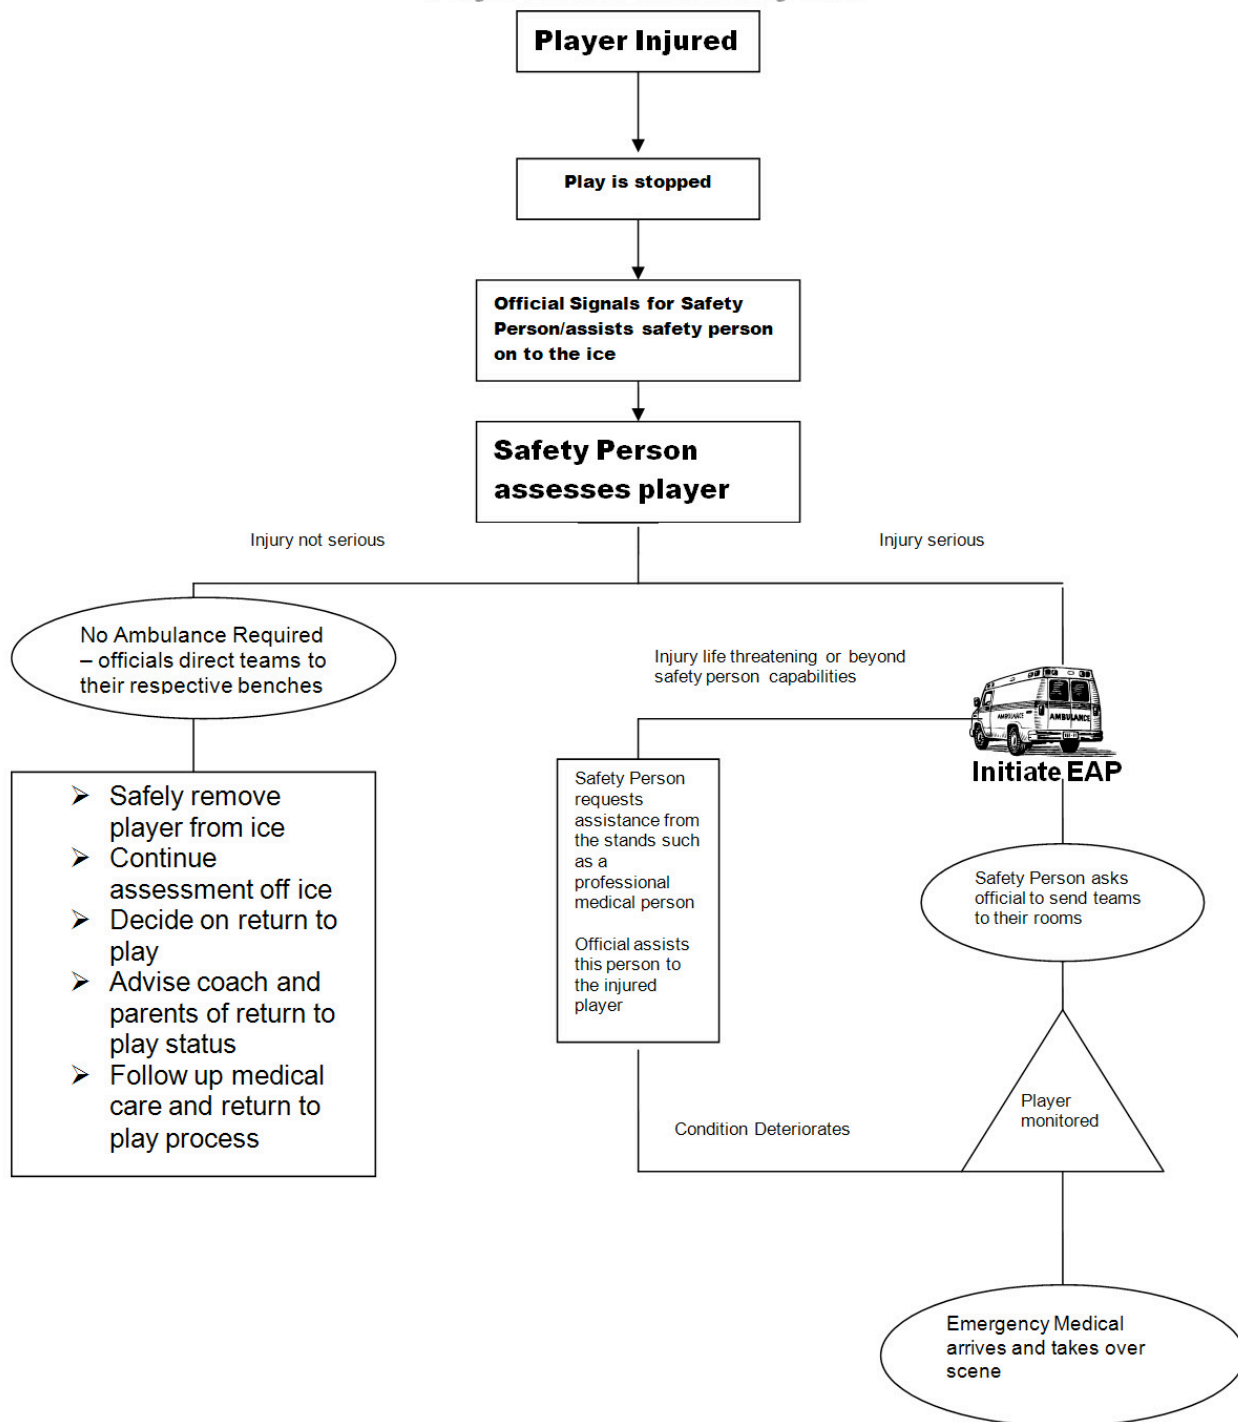 Player Injured
Play is stopped
Official Signals for Safety
Person/assists safety person
on to the ice
Safety Person
assesses player
Injury not serious
Injury serious
No Ambulance Required
– officials direct teams to
their respective benches
Injury life threatening or beyond
safety person capabilities
AMBULANCE
AMBULANCE
Initiate EAP
➢ Safely remove
player from ice
➢ Continue
assessment off ice
➢ Decide on return to
play
➢ Advise coach and
parents of return to
play status
➢ Follow up medical
care and return to
play process
Safety Person
requests
assistance from
the stands such
as a
professional
medical person
Official assists
this person to
the injured
player
Safety Person asks
official to send teams
to their rooms
Player
monitored
Condition Deteriorates
Emergency Medical
arrives and takes over
scene